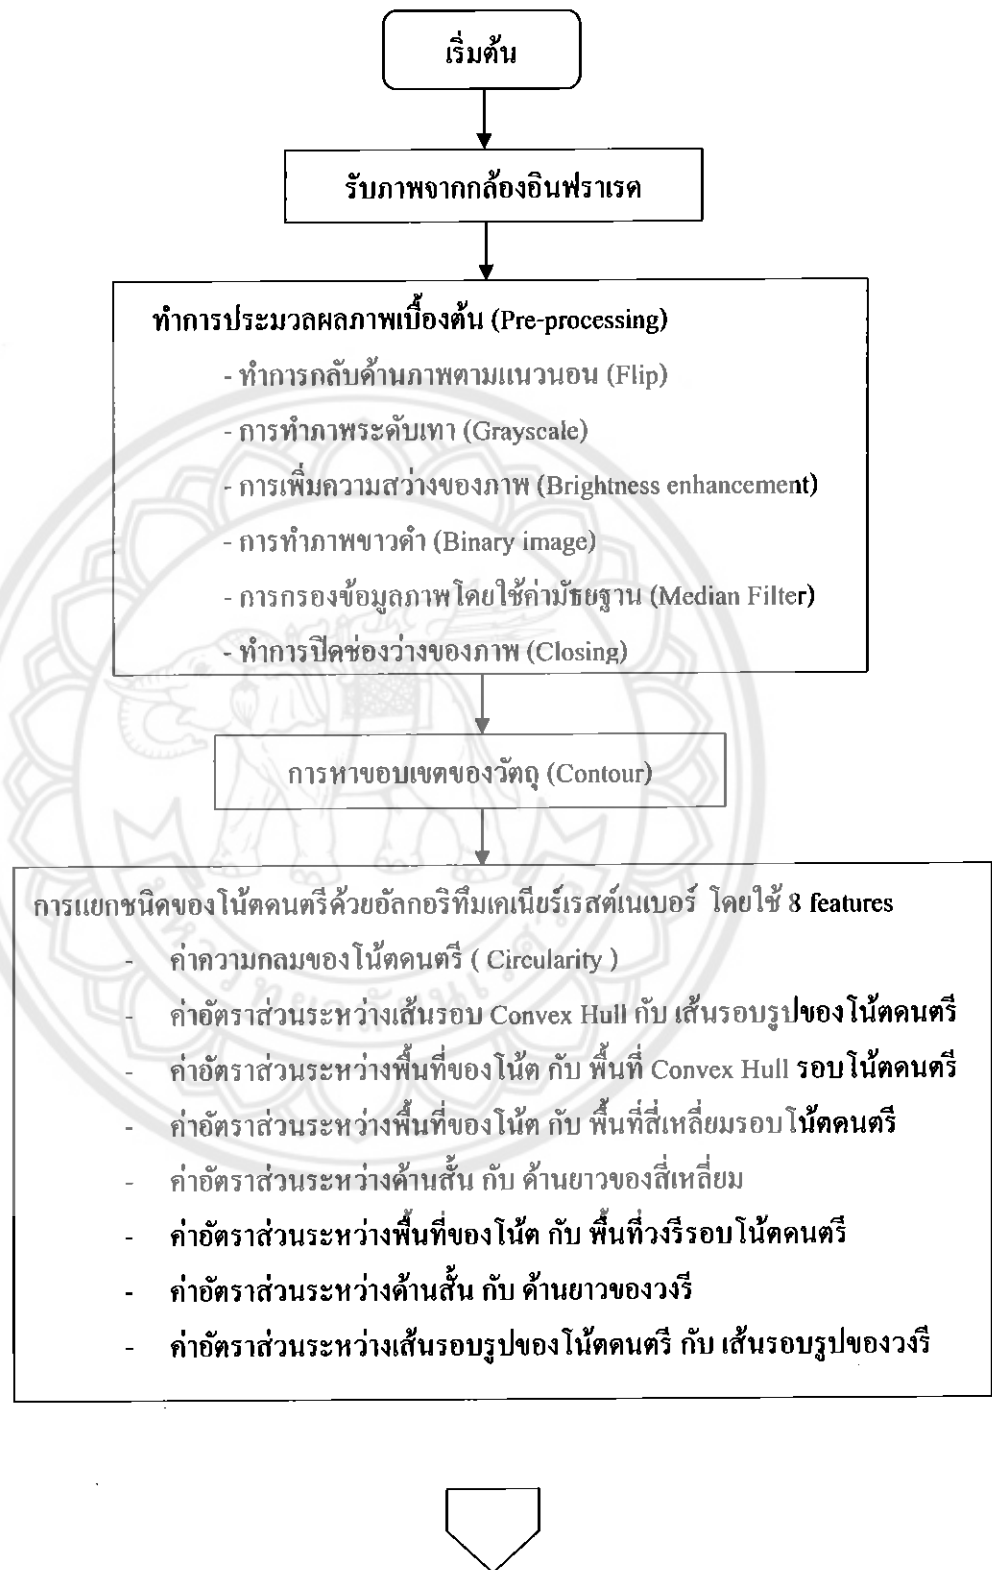 เริ่มต้น
รับภาพจากกล้องอินฟราเรด
ทำการประมวลผลภาพเบื้องต้น (Pre-processing)
- ทำการกลับด้านภาพตามแนวนอน (Flip)
- การทำภาพระดับเทา (Grayscale)
- การเพิ่มความสว่างของภาพ (Brightness enhancement)
- การทำภาพขาวดำ (Binary image)
- การกรองข้อมูลภาพโดยใช้ค่ามัธยฐาน (Median Filter)
- ทำการปิดช่องว่างของภาพ (Closing)
การหาขอบเขตของวัตถุ (Contour)
การแยกชนิดของโน้ตดนตรีด้วยอัลกอริทึมเคเนียร์เรสต์เนเบอร์ โดยใช้ 8 features
- ค่าความกลมของโน้ตดนตรี ( Circularity )
- ค่าอัตราส่วนระหว่างเส้นรอบ Convex Hull กับ เส้นรอบรูปของโน้ตดนตรี
- ค่าอัตราส่วนระหว่างพื้นที่ของโน้ต กับ พื้นที่ Convex Hull รอบโน้ตดนตรี
- ค่าอัตราส่วนระหว่างพื้นที่ของโน้ต กับ พื้นที่สี่เหลี่ยมรอบโน้ตดนตรี
- ค่าอัตราส่วนระหว่างด้านสั้น กับ ด้านยาวของสี่เหลี่ยม
- ค่าอัตราส่วนระหว่างพื้นที่ของโน้ต กับ พื้นที่วงรีรอบโน้ตดนตรี
- ค่าอัตราส่วนระหว่างด้านสั้น กับ ด้านยาวของวงรี
- ค่าอัตราส่วนระหว่างเส้นรอบรูปของโน้ตดนตรี กับ เส้นรอบรูปของวงรี